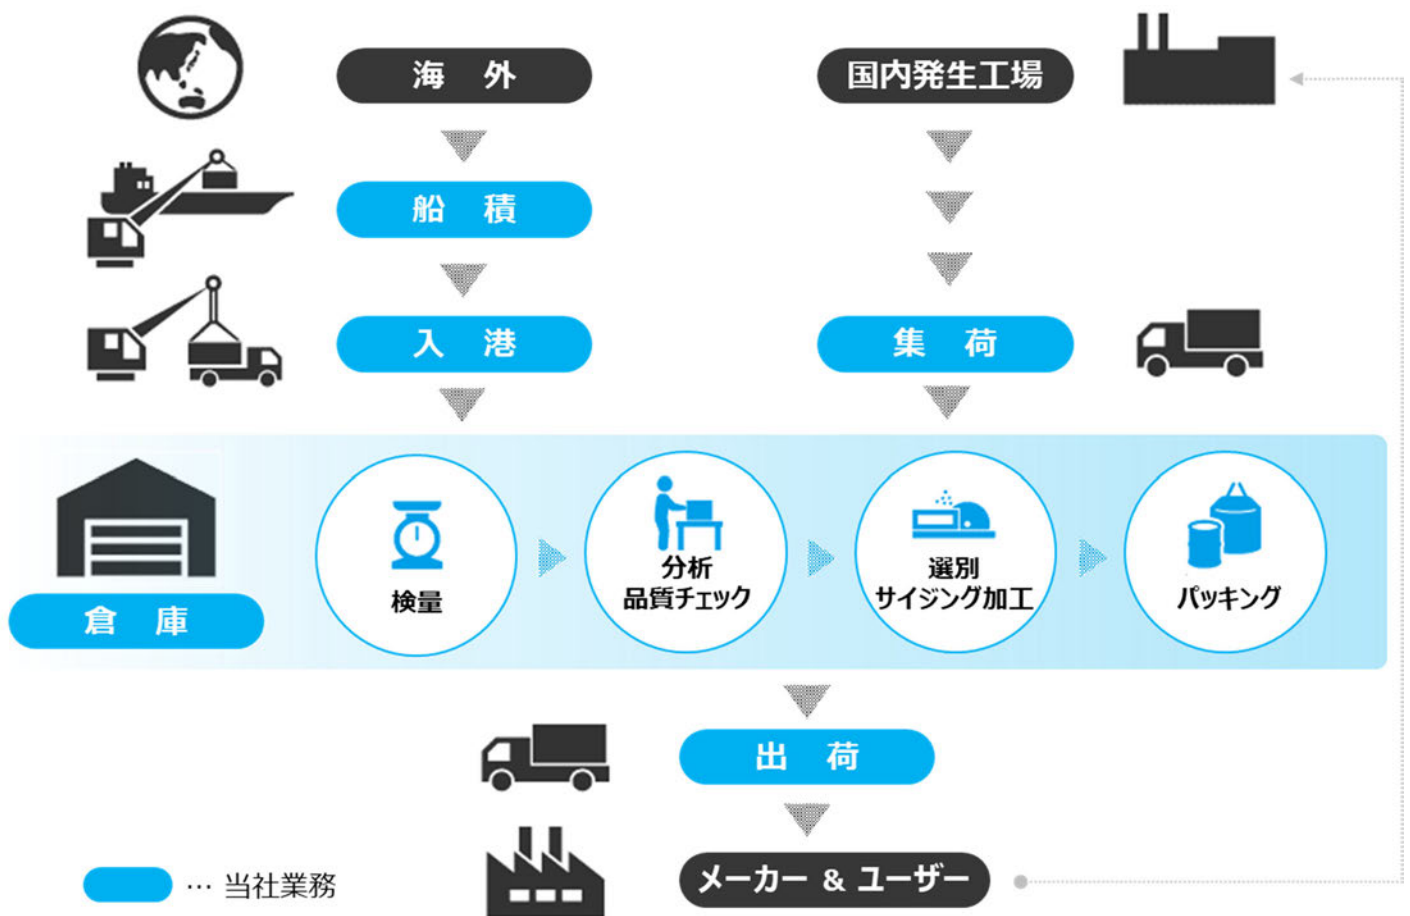 海 外
国内発生工場
船 積
入 港
集 荷
倉 庫
検量
分析
品質チェック
選別
サイジング加工
パッキング
出 荷
メーカー & ユーザー
… 当社業務